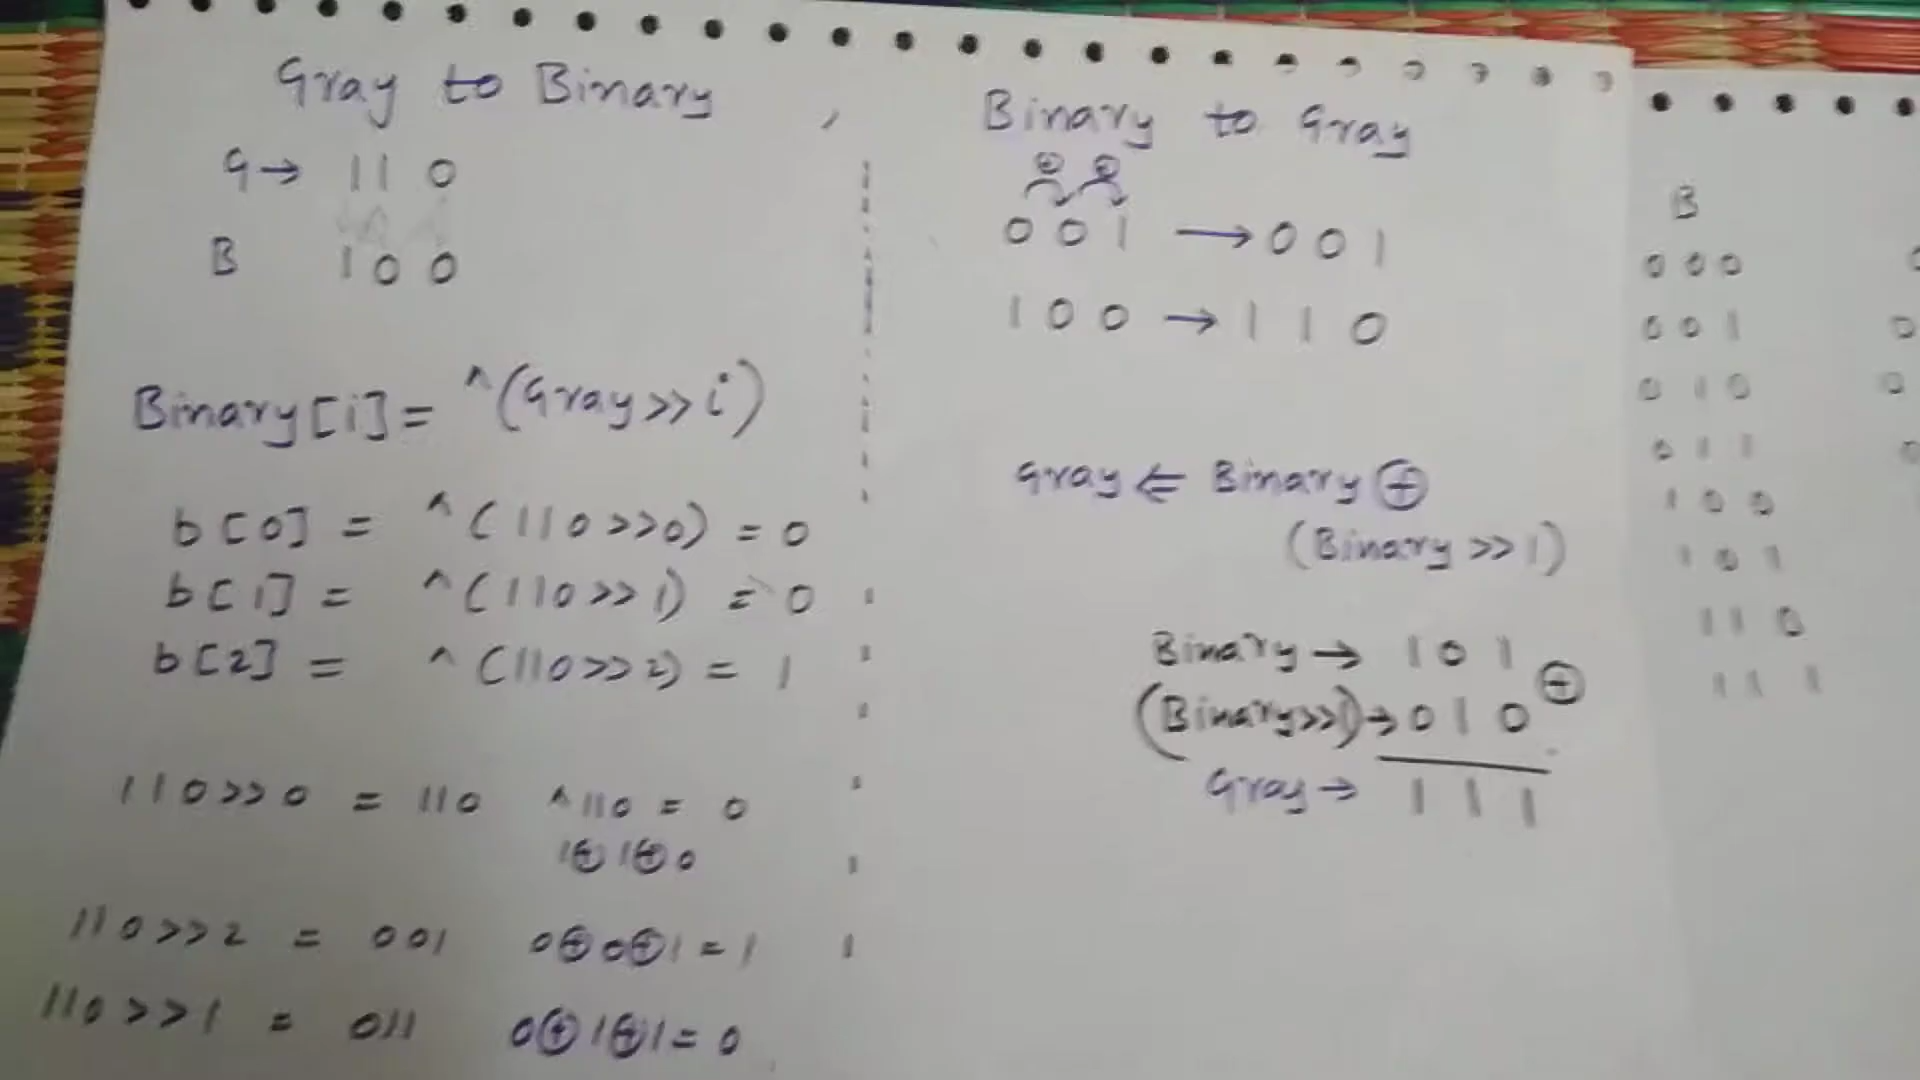 Gray to Binary ,
G → 1 1 0
B 1 0 0
Binary[i] = ^(Gray >> i)
b[0] = ^(110>>0) = 0
b[1] = ^(110>>1) = 0
b[2] = ^(110>>2) = 1
110>>0 = 110 ^110 = 0
1⊕1⊕0
110>>2 = 001 0⊕0⊕1 = 1
110>>1 = 011 0⊕1⊕1 = 0
Binary to Gray
⊕ ⊕
0 0 1 → 0 0 1
1 0 0 → 1 1 0
Gray ⇐ Binary ⊕
(Binary >> 1)
Binary → 1 0 1
(Binary>>1) → 0 1 0 ⊕
Gray → 1 1 1
B
0 0 0
0 0 1
0 1 0
0 1 1
1 0 0
1 0 1
1 1 0
1 1 1